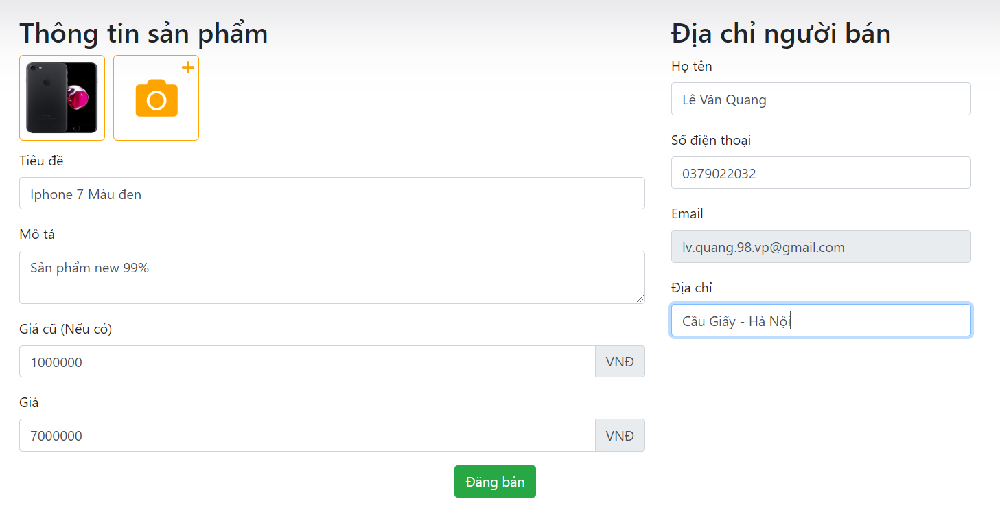 Thông tin sản phẩm
Tiêu đề
Iphone 7 Màu đen
Mô tả
Sản phẩm new 99%
Giá cũ (Nếu có)
1000000 VNĐ
Giá
7000000 VNĐ
Địa chỉ người bán
Họ tên
Lê Văn Quang
Số điện thoại
0379022032
Email
lv.quang.98.vp@gmail.com
Địa chỉ
Cầu Giấy - Hà Nội
Đăng bán